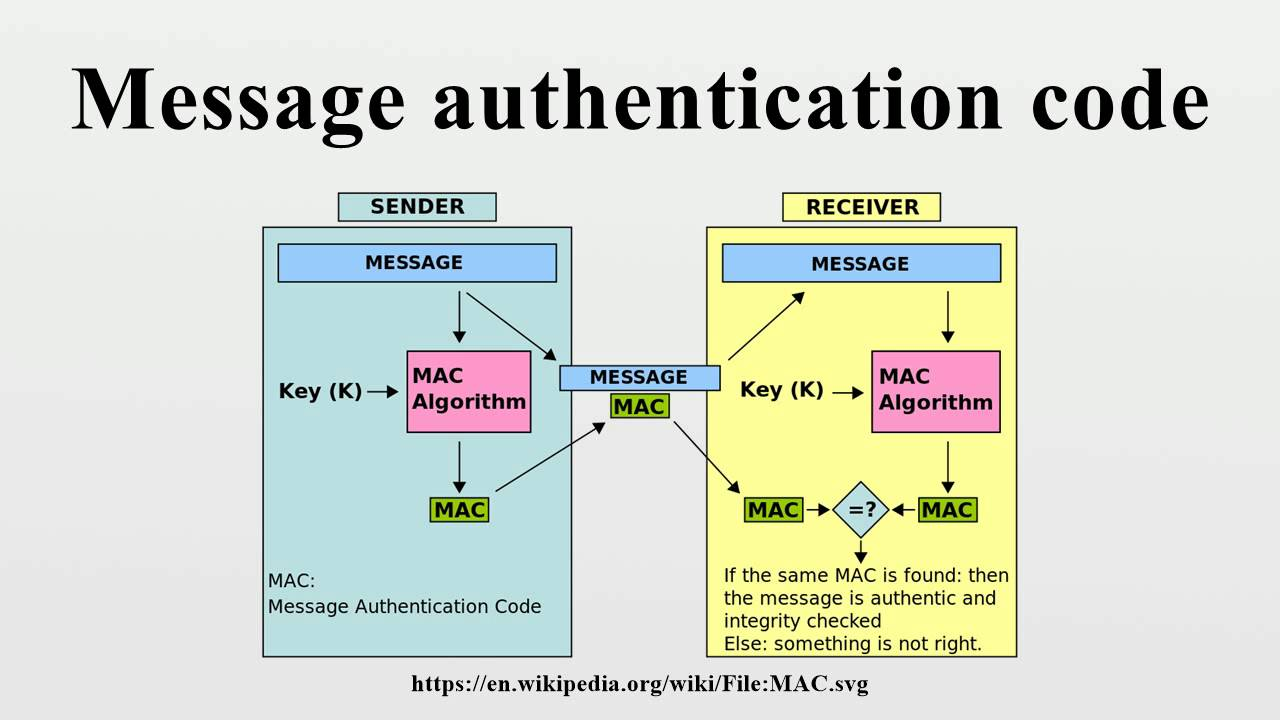 Message authentication code
SENDER
MESSAGE
Key (K)
MAC
Algorithm
MAC
MAC:
Message Authentication Code
MESSAGE
MAC
RECEIVER
MESSAGE
Key (K)
MAC
Algorithm
MAC
=?
MAC
If the same MAC is found: then
the message is authentic and
integrity checked
Else: something is not right.
https://en.wikipedia.org/wiki/File:MAC.svg